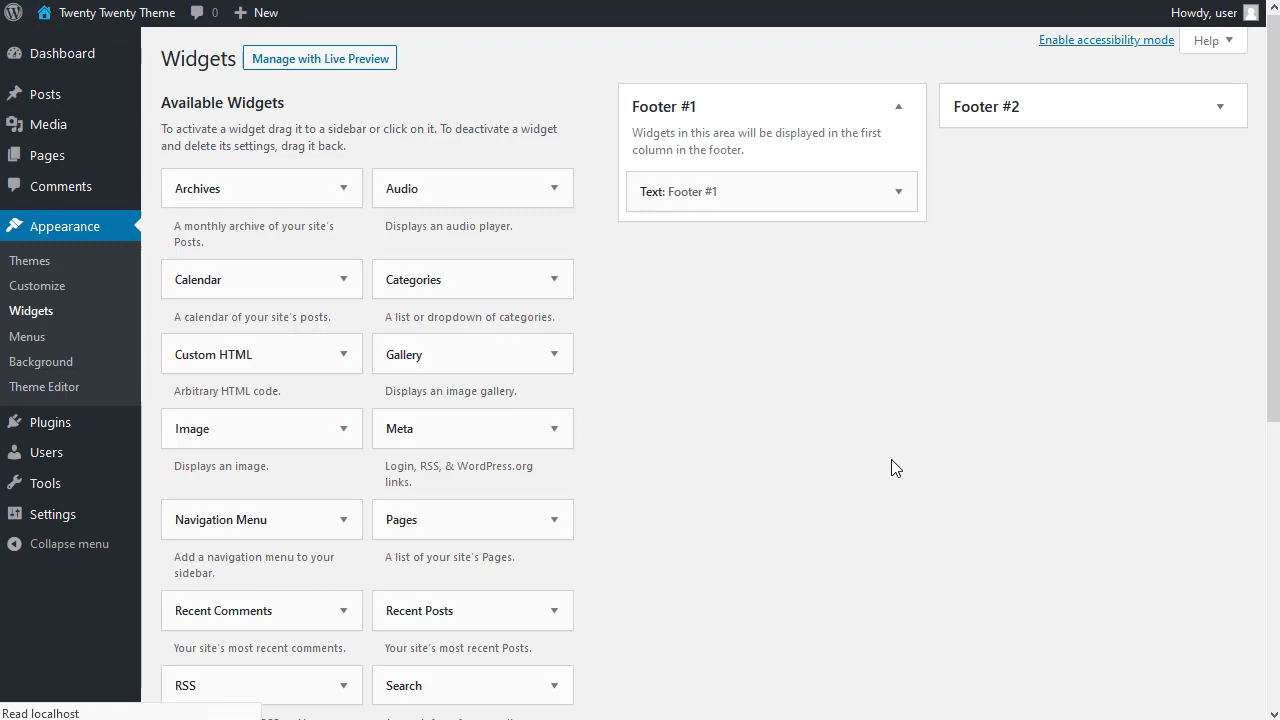 Twenty Twenty Theme
0
New
Howdy, user
Dashboard
Posts
Media
Pages
Comments
Appearance
Themes
Customize
Widgets
Menus
Background
Theme Editor
Plugins
Users
Tools
Settings
Collapse menu
Read localhost
Enable accessibility mode
Help
Widgets
Manage with Live Preview
Available Widgets
To activate a widget drag it to a sidebar or click on it. To deactivate a widget
and delete its settings, drag it back.
Archives
A monthly archive of your site's
Posts.
Audio
Displays an audio player.
Calendar
A calendar of your site's posts.
Categories
A list or dropdown of categories.
Custom HTML
Arbitrary HTML code.
Gallery
Displays an image gallery.
Image
Displays an image.
Meta
Login, RSS, & WordPress.org
links.
Navigation Menu
Add a navigation menu to your
sidebar.
Pages
A list of your site's Pages.
Recent Comments
Your site's most recent comments.
Recent Posts
Your site's most recent Posts.
RSS
Search
Footer #1
Widgets in this area will be displayed in the first
column in the footer.
Text: Footer #1
Footer #2